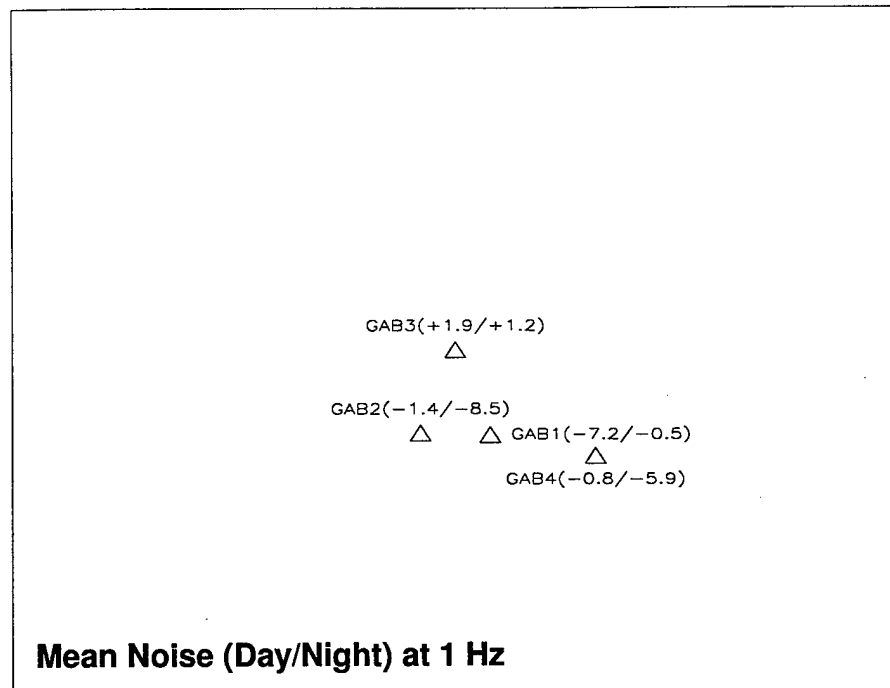 GAB3(+1.9/+1.2)
GAB2(−1.4/−8.5)
GAB1(−7.2/−0.5)
GAB4(−0.8/−5.9)
Mean Noise (Day/Night) at 1 Hz